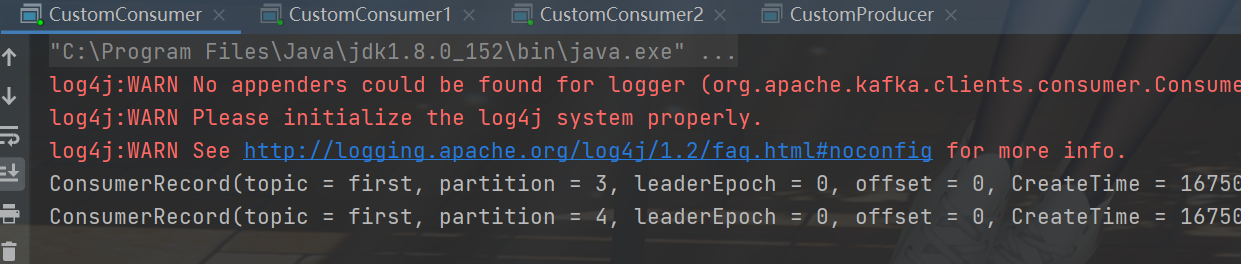 CustomConsumer CustomConsumer1 CustomConsumer2 CustomProducer
"C:\Program Files\Java\jdk1.8.0_152\bin\java.exe" ...
log4j:WARN No appenders could be found for logger (org.apache.kafka.clients.consumer.Consume
log4j:WARN Please initialize the log4j system properly.
log4j:WARN See http://logging.apache.org/log4j/1.2/faq.html#noconfig for more info.
ConsumerRecord(topic = first, partition = 3, leaderEpoch = 0, offset = 0, CreateTime = 16750
ConsumerRecord(topic = first, partition = 4, leaderEpoch = 0, offset = 0, CreateTime = 16750